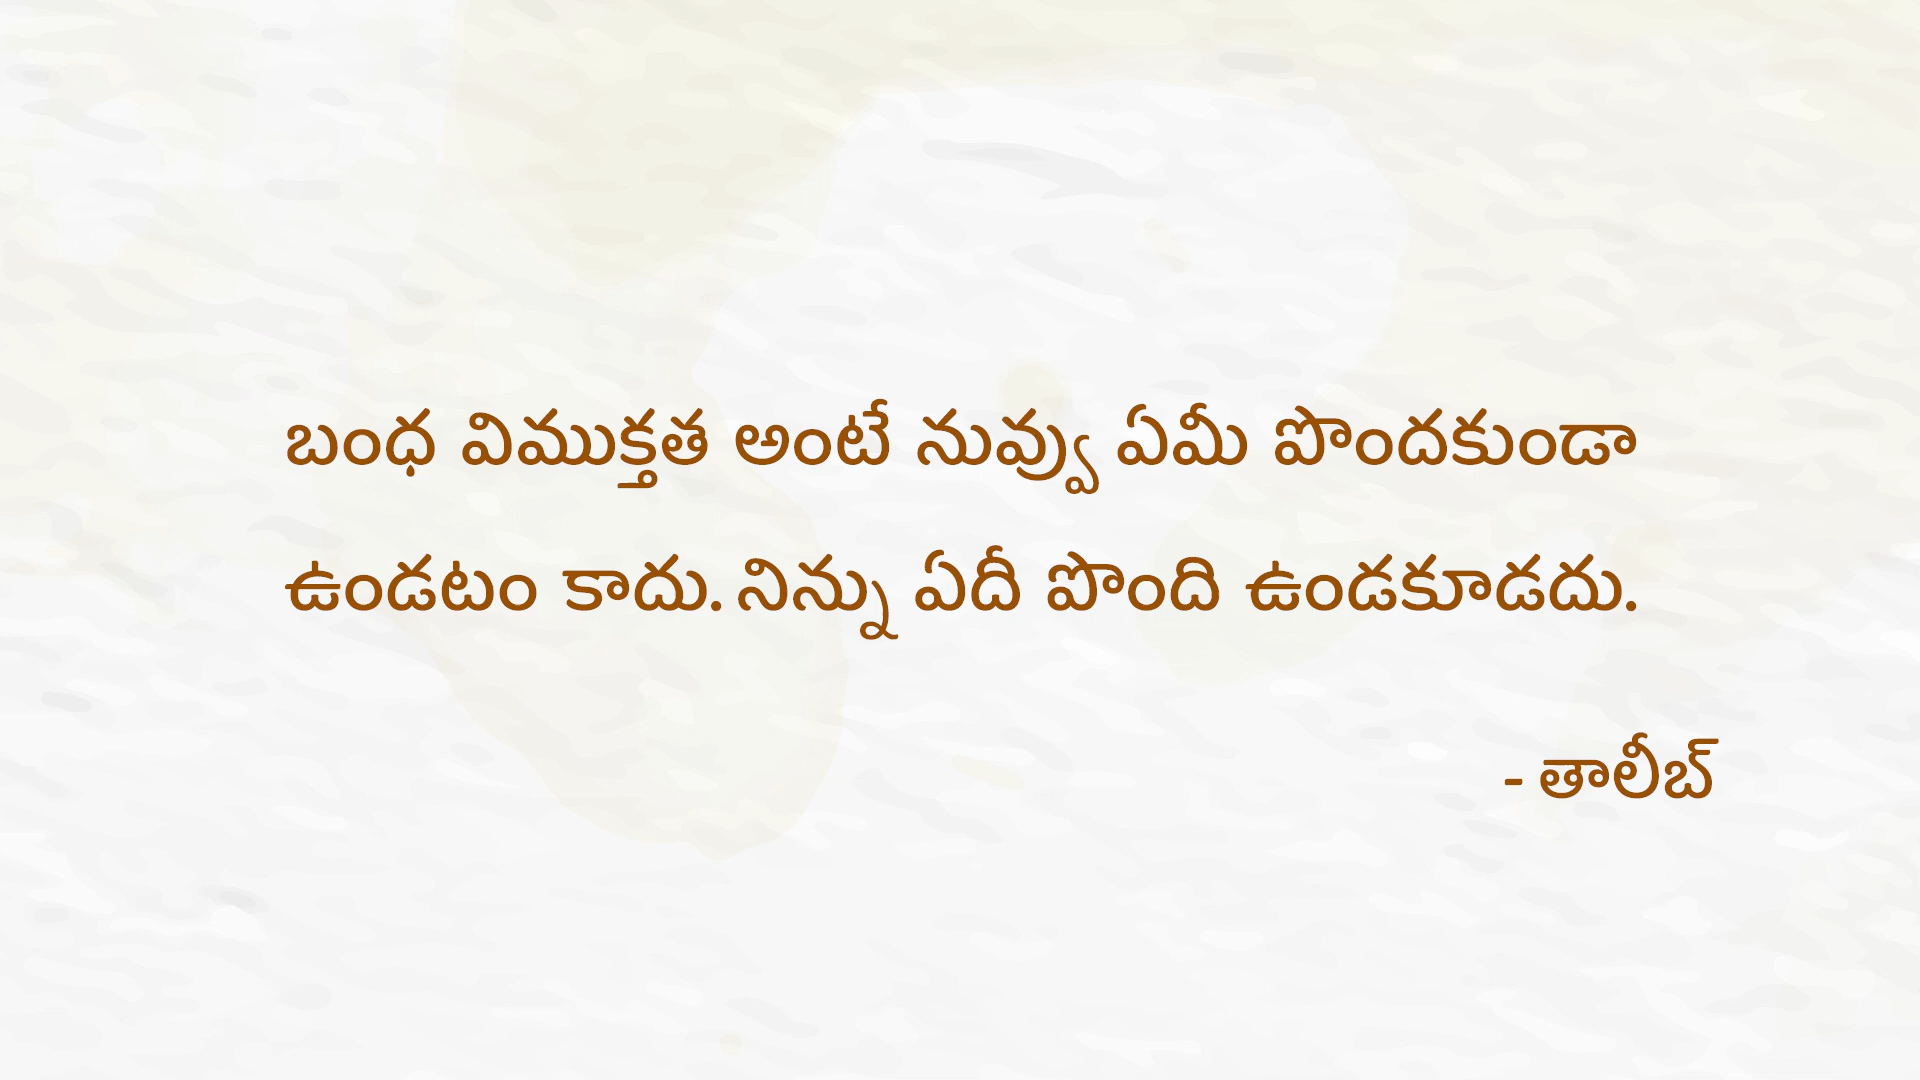 బంధ విముక్తత అంటే నువ్వు ఏమీ పొందకుండా
ఉండటం కాదు. నిన్ను ఏదీ పొంది ఉండకూడదు.
- తాలీబ్